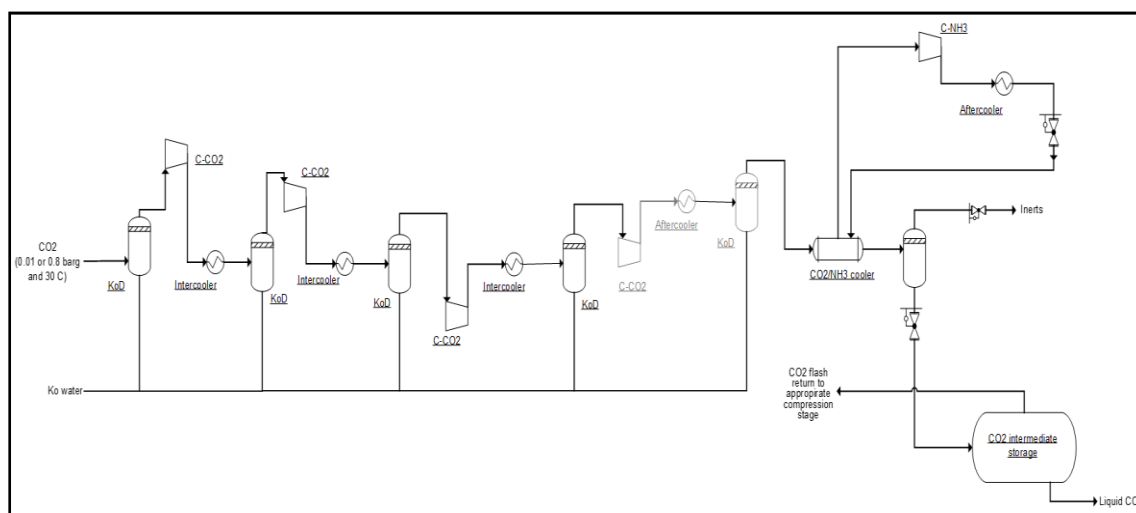 C-NH3
Aftercooler
C-CO2
C-CO2
Aftercooler
KoD
Inerts
CO2
(0.01 or 0.8 barg
and 30 C)
KoD
Intercooler
KoD
Intercooler
KoD
C-CO2
Intercooler
KoD
C-CO2
CO2/NH3 cooler
Ko water
CO2 flash
return to
appropirate
compression
stage
CO2 intermediate
storage
Liquid CO